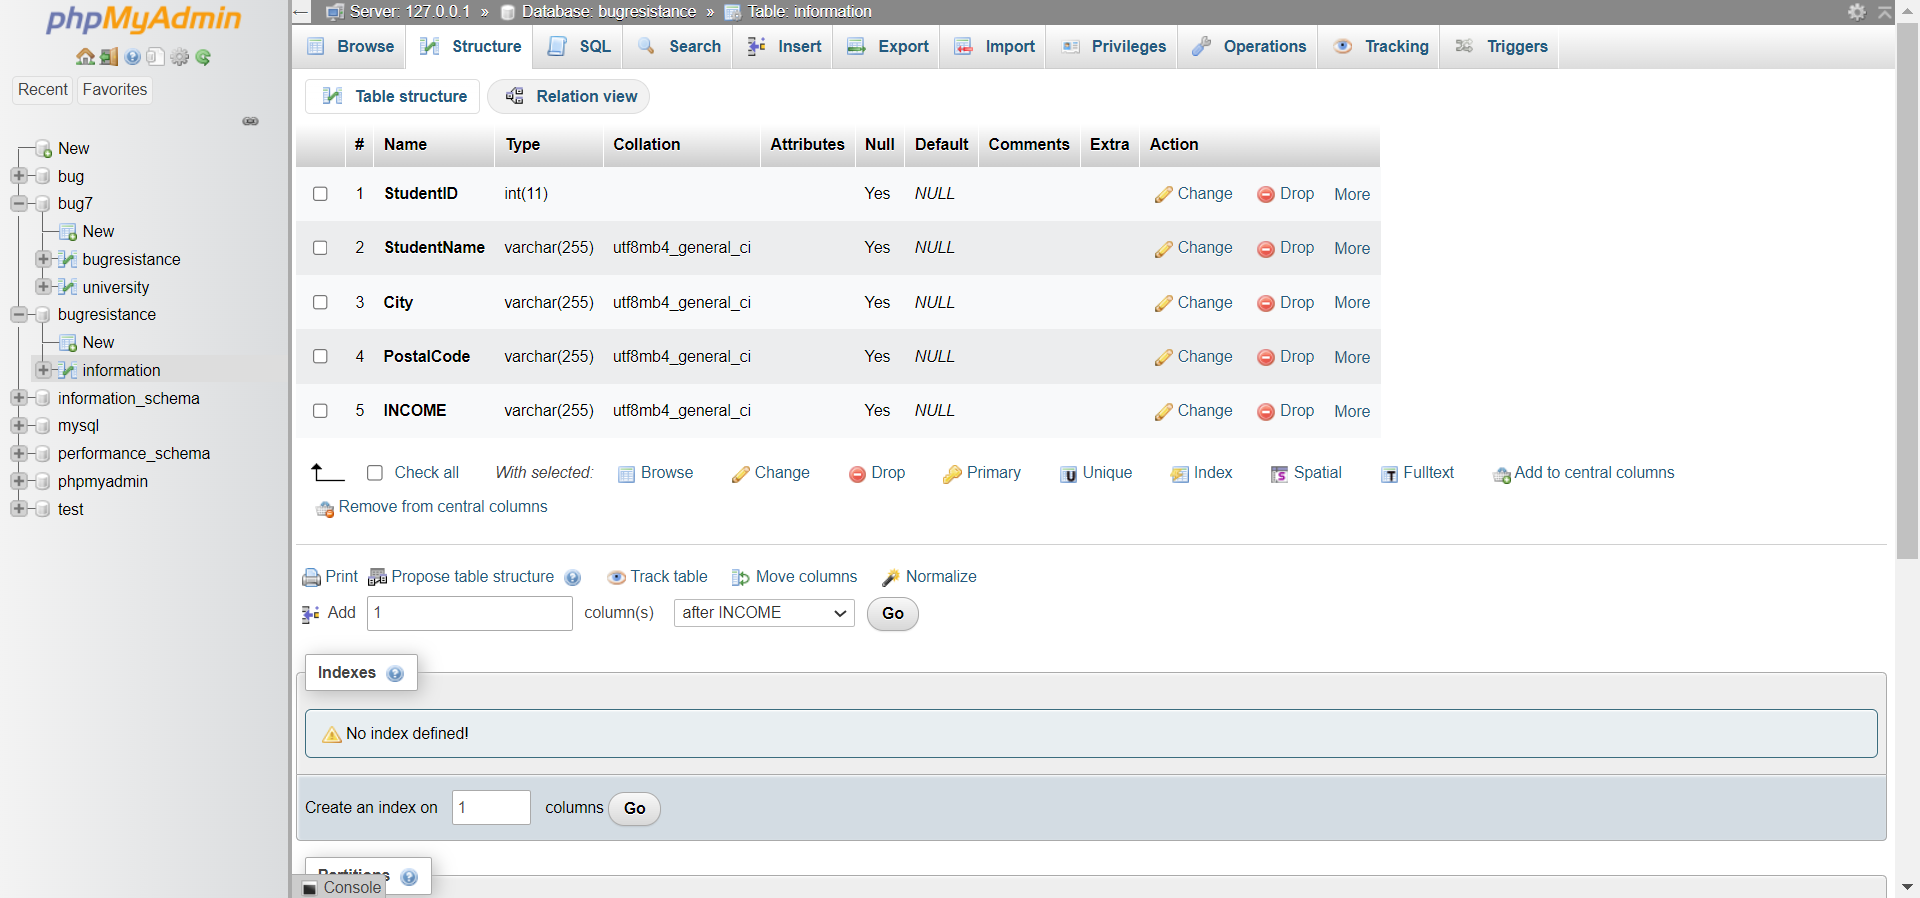 phpMyAdmin
Recent Favorites
New
bug
bug7
New
bugresistance
university
bugresistance
New
information
information_schema
mysql
performance_schema
phpmyadmin
test
Server: 127.0.0.1 » Database: bugresistance » Table: information
Browse Structure SQL Search Insert Export Import Privileges Operations Tracking Triggers
Table structure Relation view
# Name Type Collation Attributes Null Default Comments Extra Action
1 StudentID int(11) Yes NULL Change Drop More
2 StudentName varchar(255) utf8mb4_general_ci Yes NULL Change Drop More
3 City varchar(255) utf8mb4_general_ci Yes NULL Change Drop More
4 PostalCode varchar(255) utf8mb4_general_ci Yes NULL Change Drop More
5 INCOME varchar(255) utf8mb4_general_ci Yes NULL Change Drop More
Check all With selected: Browse Change Drop Primary Unique Index Spatial Fulltext Add to central columns
Remove from central columns
Print Propose table structure Track table Move columns Normalize
Add 1 column(s) after INCOME Go
Indexes
No index defined!
Create an index on 1 columns Go
Partitions
Console